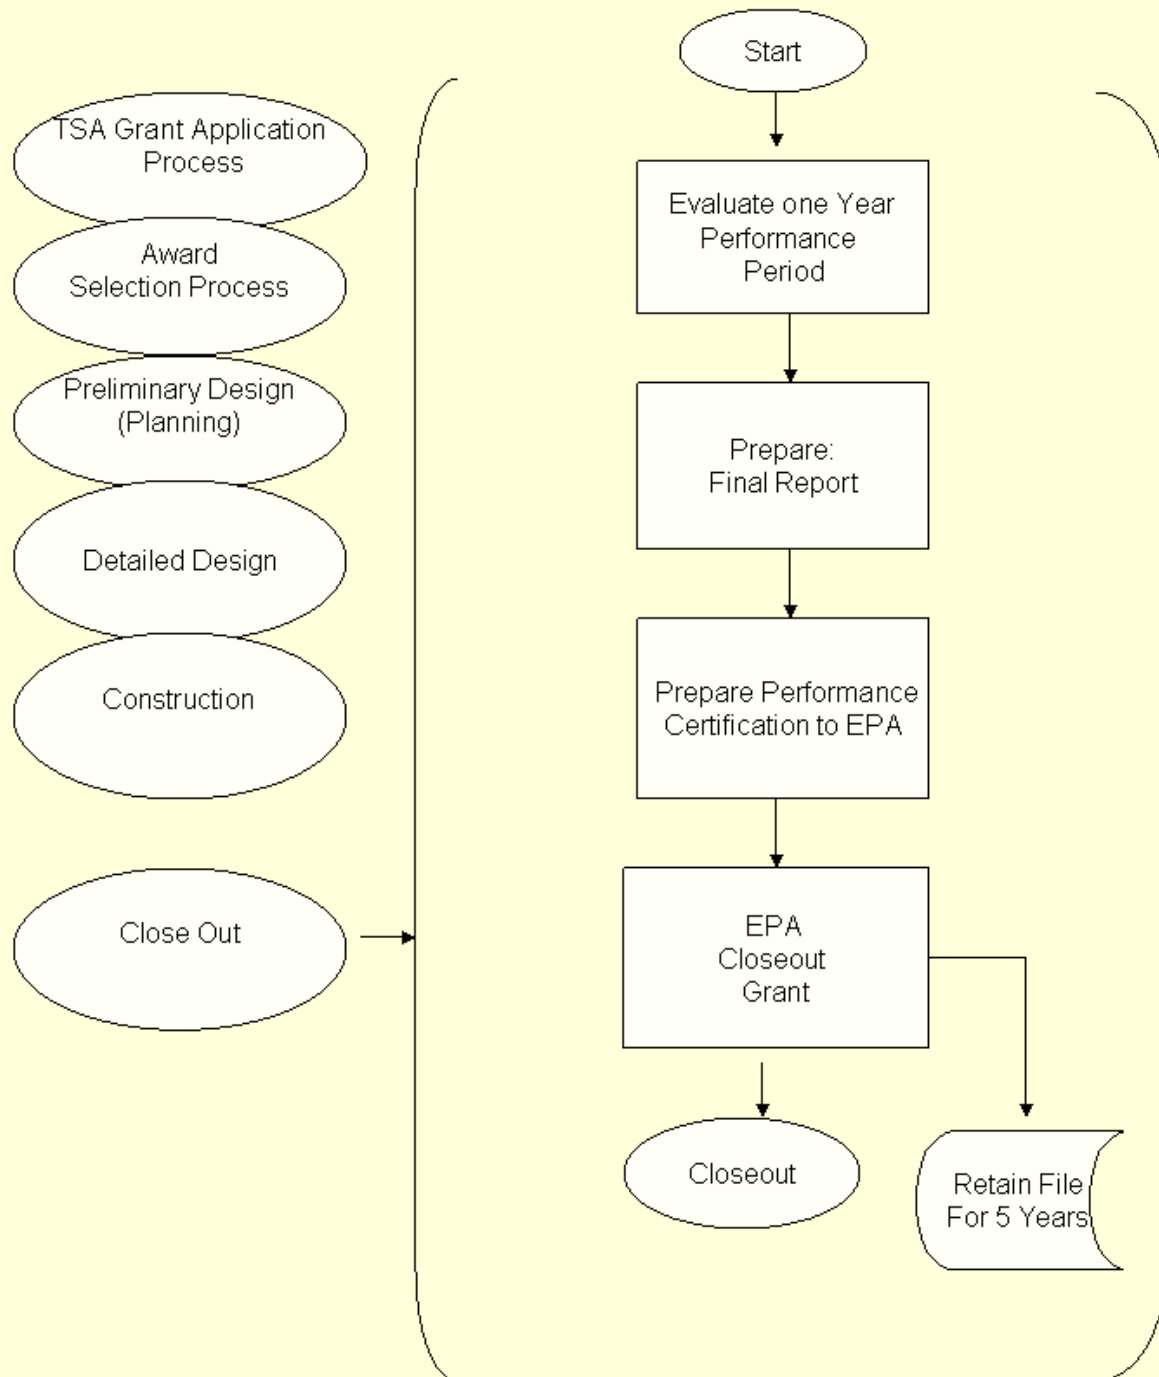 TSA Grant Application
Process
Award
Selection Process
Preliminary Design
(Planning)
Detailed Design
Construction
Close Out
Start
Evaluate one Year
Performance
Period
Prepare:
Final Report
Prepare Performance
Certification to EPA
EPA
Closeout
Grant
Closeout
Retain File
For 5 Years